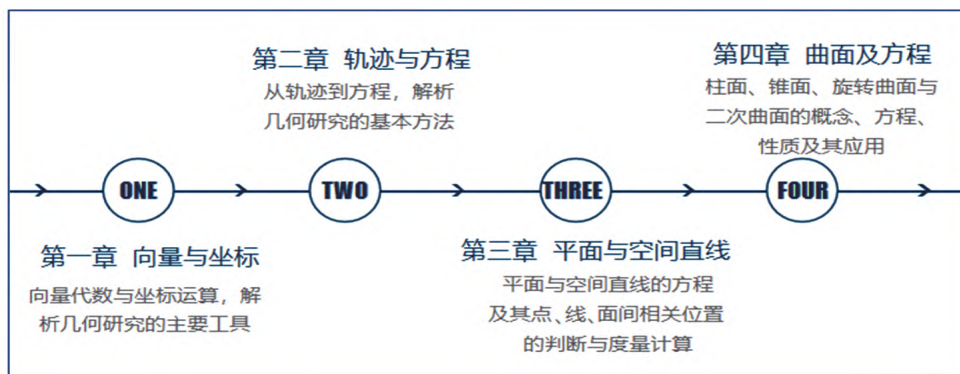 第二章 轨迹与方程
从轨迹到方程，解析
几何研究的基本方法
第四章 曲面及方程
柱面、锥面、旋转曲面与
二次曲面的概念、方程、
性质及其应用
ONE
TWO
THREE
FOUR
第一章 向量与坐标
向量代数与坐标运算，解
析几何研究的主要工具
第三章 平面与空间直线
平面与空间直线的方程
及其点、线、面间相关位置
的判断与度量计算